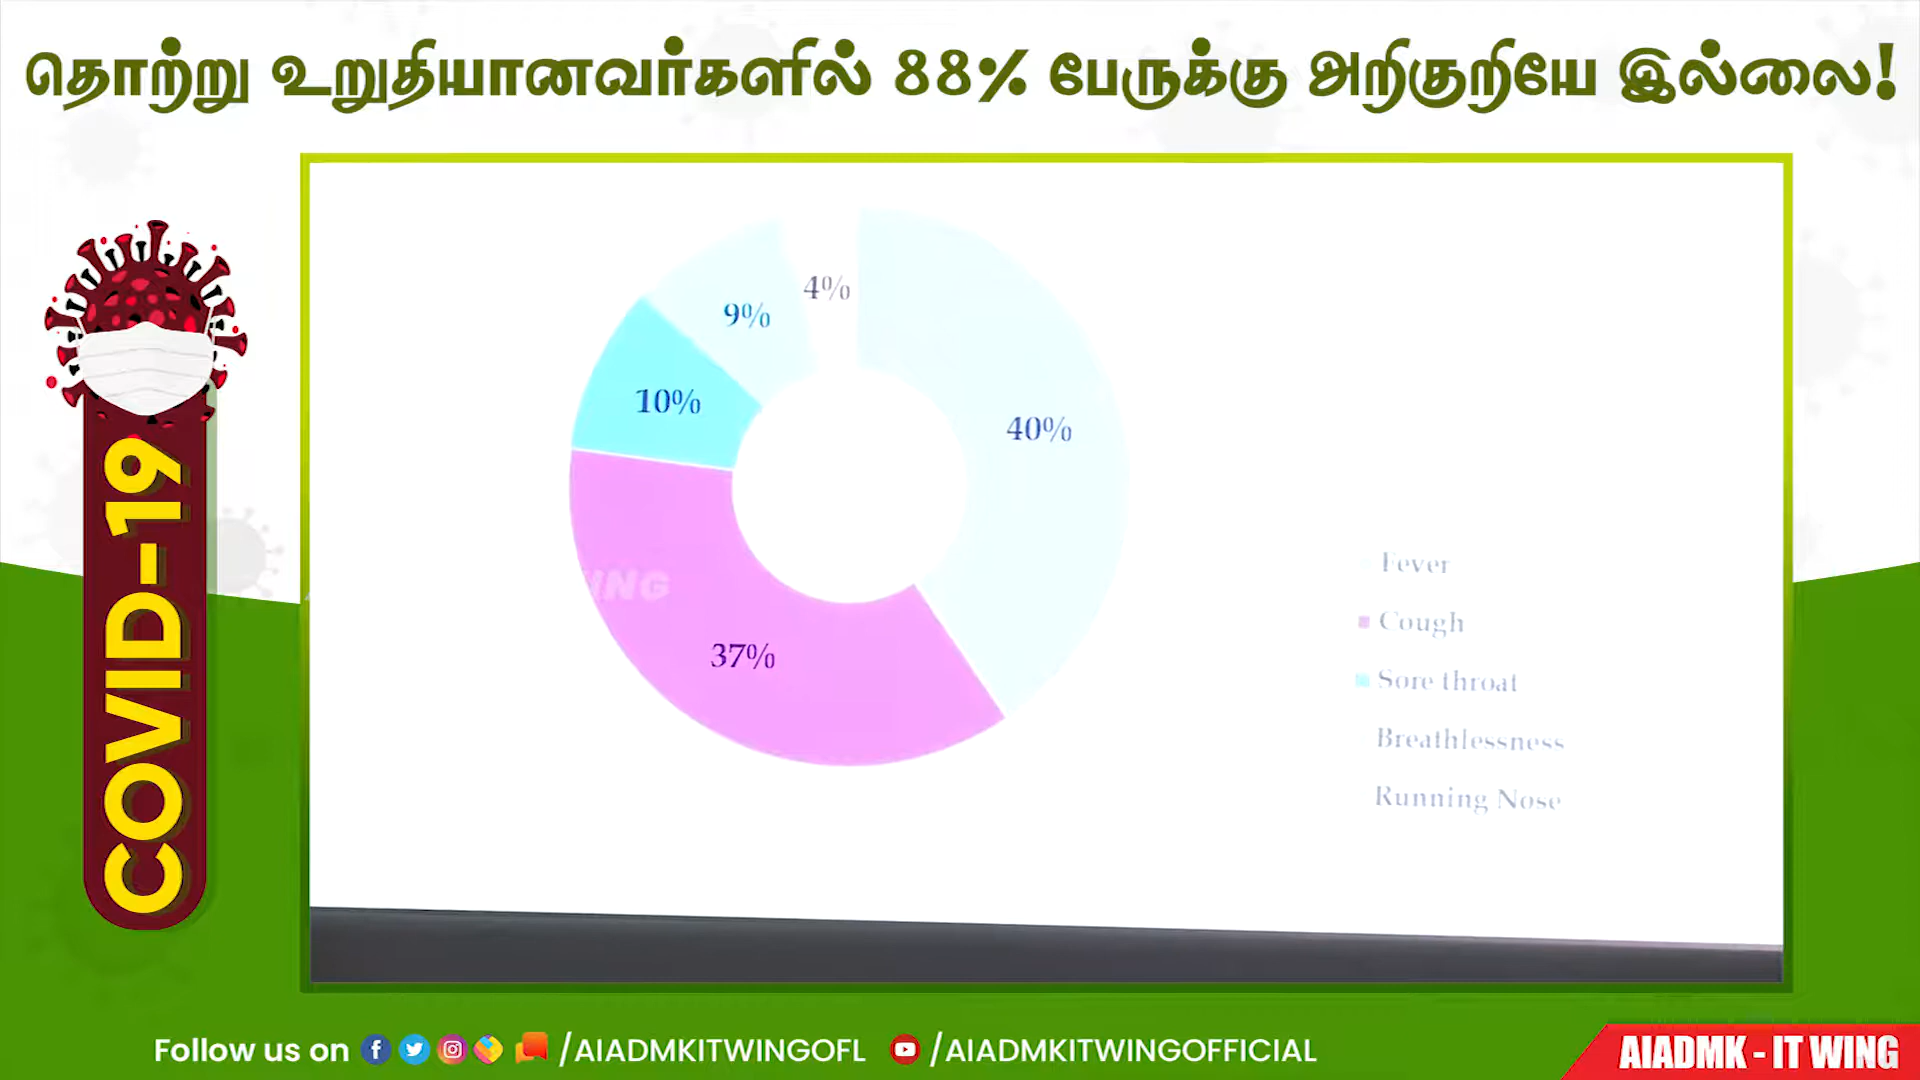 தொற்று உறுதியானவர்களில் 88% பேருக்கு அறிகுறியே இல்லை!
COVID-19
4%
9%
10%
40%
37%
Fever
Cough
Sore throat
Breathlessness
Running Nose
Follow us on /AIADMKITWINGOFL /AIADMKITWINGOFFICIAL
AIADMK - IT WING